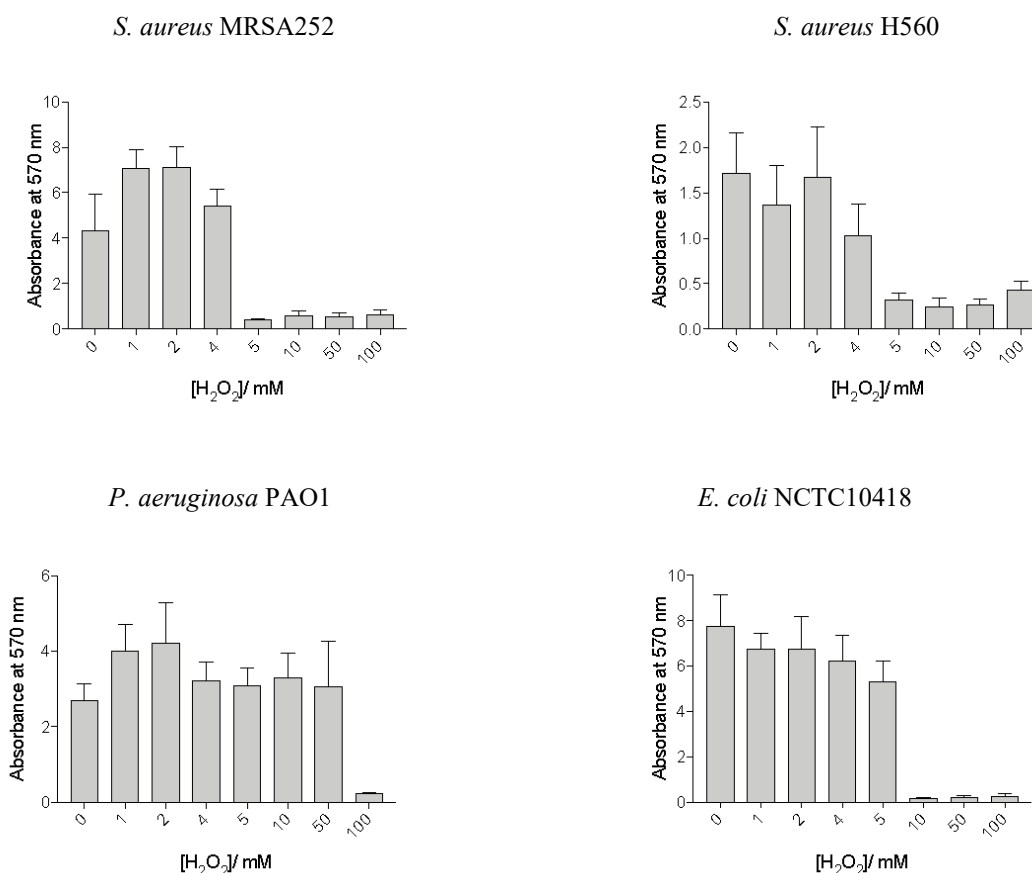 S. aureus MRSA252
S. aureus H560
10
8
6
4
2
0
Absorbance at 570 nm
0 1 2 4 5 10 50 100
[H₂O₂]/ mM
2.5
2.0
1.5
1.0
0.5
0.0
Absorbance at 570 nm
0 1 2 4 5 10 50 100
[H₂O₂]/ mM
P. aeruginosa PAO1
E. coli NCTC10418
6
4
2
0
Absorbance at 570 nm
0 1 2 4 5 10 50 100
[H₂O₂]/ mM
10
8
6
4
2
0
Absorbance at 570 nm
0 1 2 4 5 10 50 100
[H₂O₂]/ mM